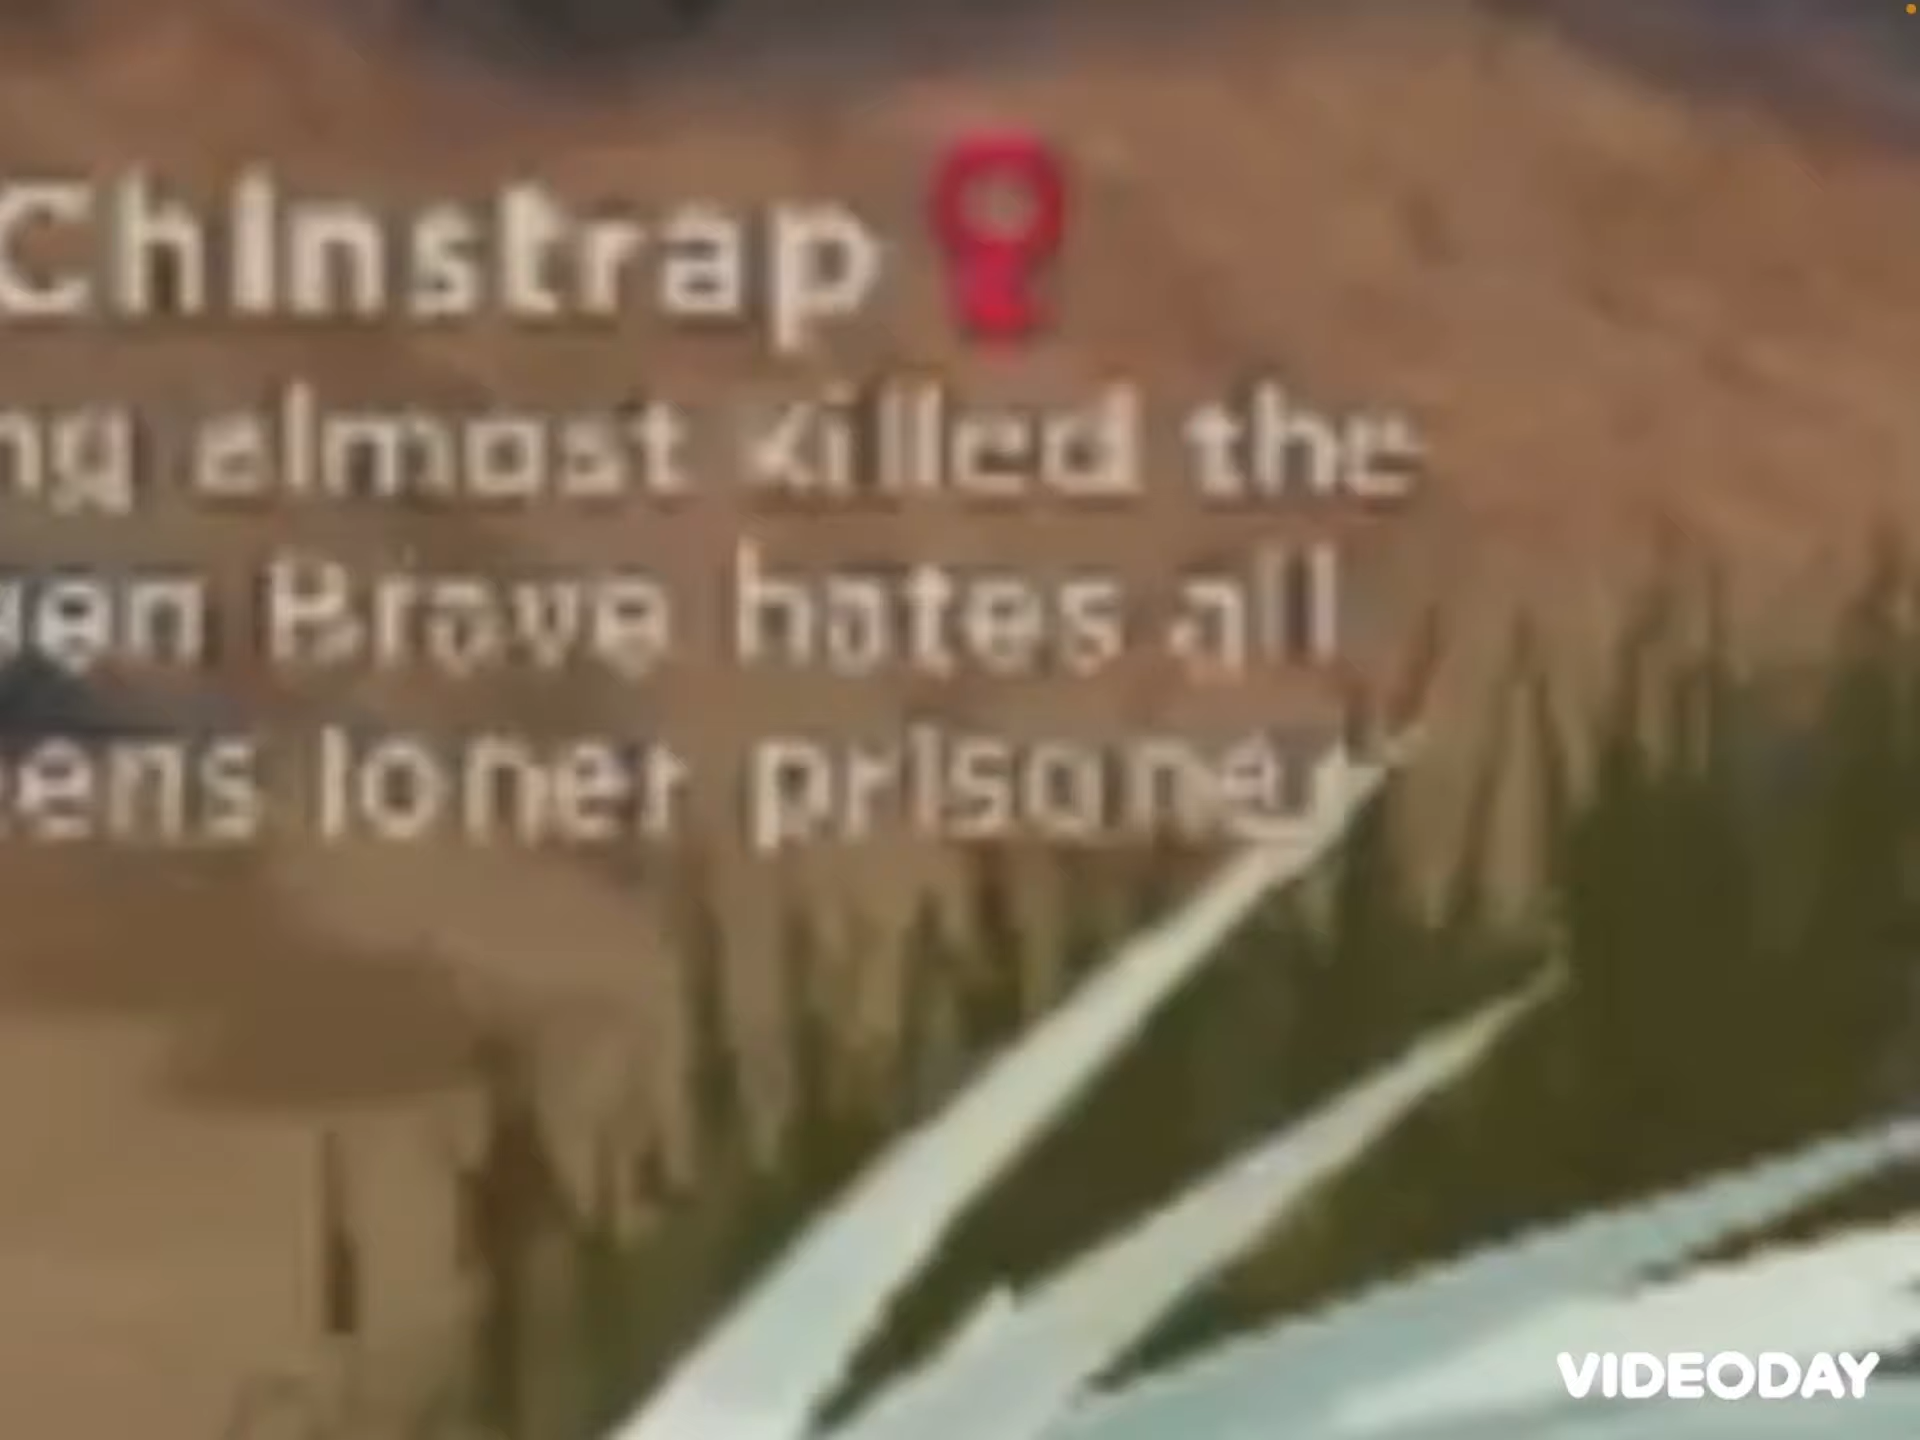 ChInstrap
almost killed the
Brave hates all
loner prisoner
VIDEODAY